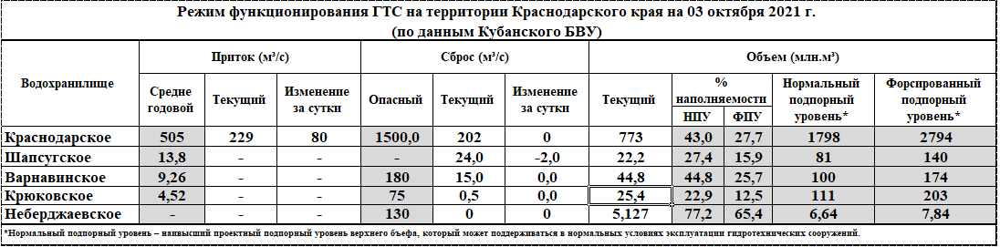 Режим функционирования ГТС на территории Краснодарского края на 03 октября 2021 г.
(по данным Кубанского БВУ)
Водохранилище Приток (м³/с) Сброс (м³/с) Объем (млн.м³)
Средне годовой Текущий Изменение за сутки Опасный Текущий Изменение за сутки Текущий % наполняемости Нормальный подпорный уровень* Форсированный подпорный уровень*
НПУ ФПУ
Краснодарское 505 229 80 1500,0 202 0 773 43,0 27,7 1798 2794
Шапсугское 13,8 - - - 24,0 -2,0 22,2 27,4 15,9 81 140
Варнавинское 9,26 - - 180 15,0 0,0 44,8 44,8 25,7 100 174
Крюковское 4,52 - - 75 0,5 0,0 25,4 22,9 12,5 111 203
Неберджаевское - - - 130 0 0 5,127 77,2 65,4 6,64 7,84
*Нормальный подпорный уровень – наивысший проектный подпорный уровень верхнего бъефа, который может поддерживаться в нормальных условиях эксплуатации гидротехнических сооружений.